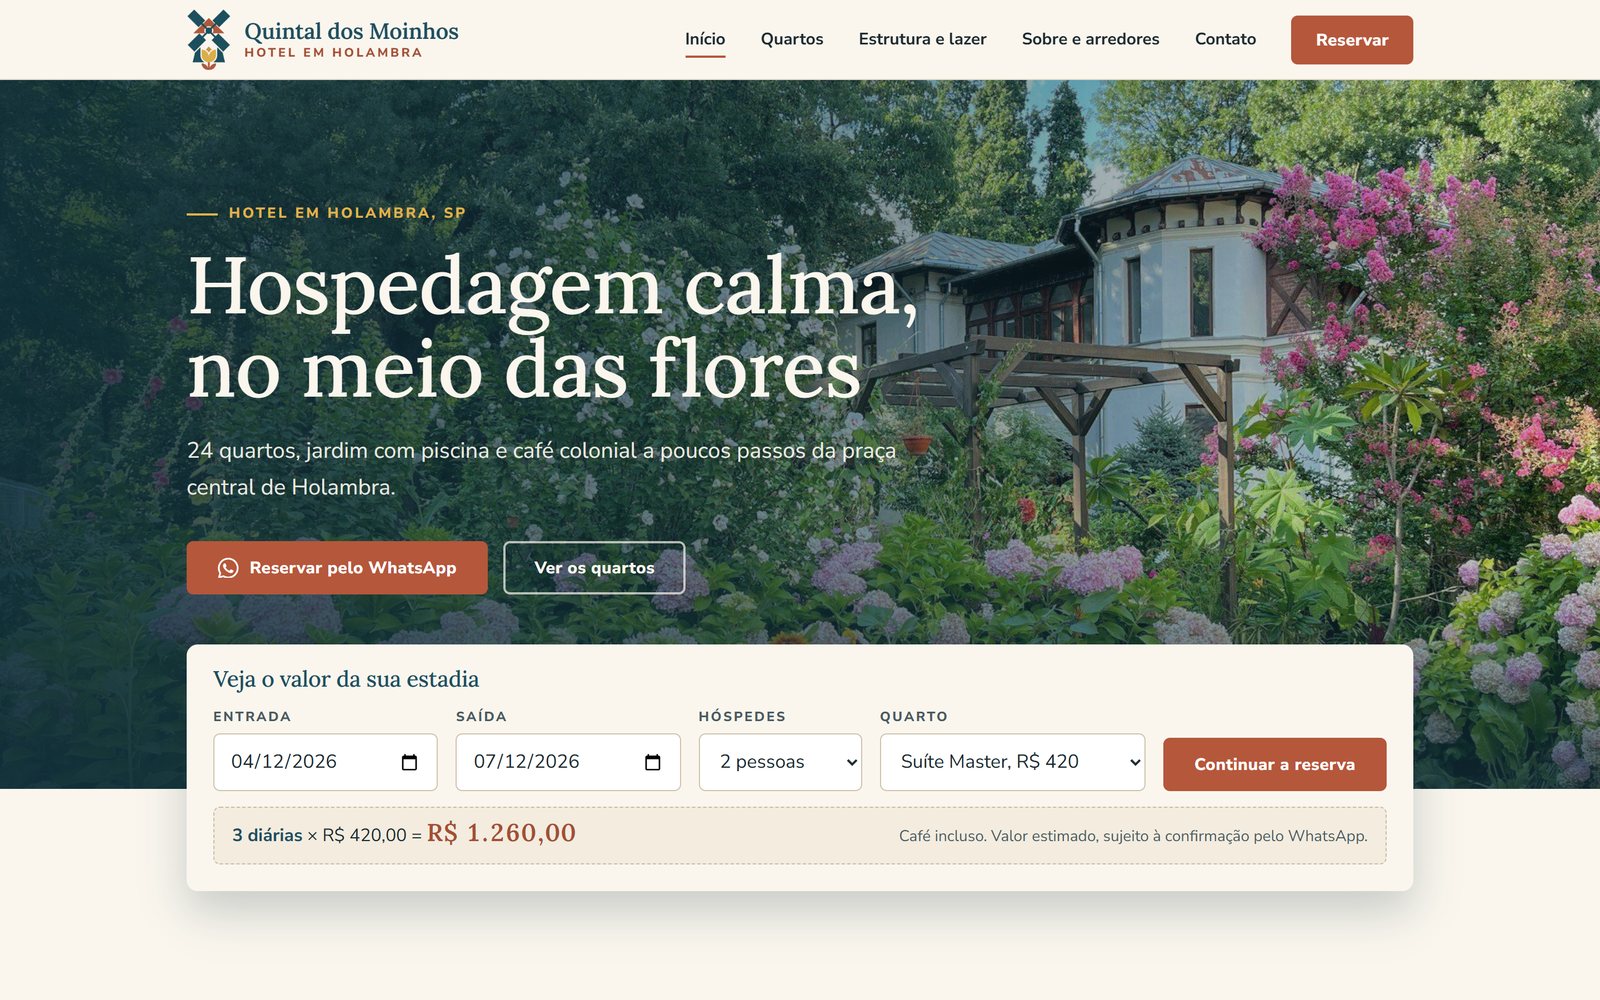 Quintal dos Moinhos
HOTEL EM HOLAMBRA
Início
Quartos
Estrutura e lazer
Sobre e arredores
Contato
Reservar
HOTEL EM HOLAMBRA, SP
Hospedagem calma,
no meio das flores
24 quartos, jardim com piscina e café colonial a poucos passos da praça
central de Holambra.
Reservar pelo WhatsApp
Ver os quartos
Veja o valor da sua estadia
ENTRADA
SAÍDA
HÓSPEDES
QUARTO
04/12/2026
07/12/2026
2 pessoas
Suíte Master, R$ 420
Continuar a reserva
3 diárias × R$ 420,00 = R$ 1.260,00
Café incluso. Valor estimado, sujeito à confirmação pelo WhatsApp.